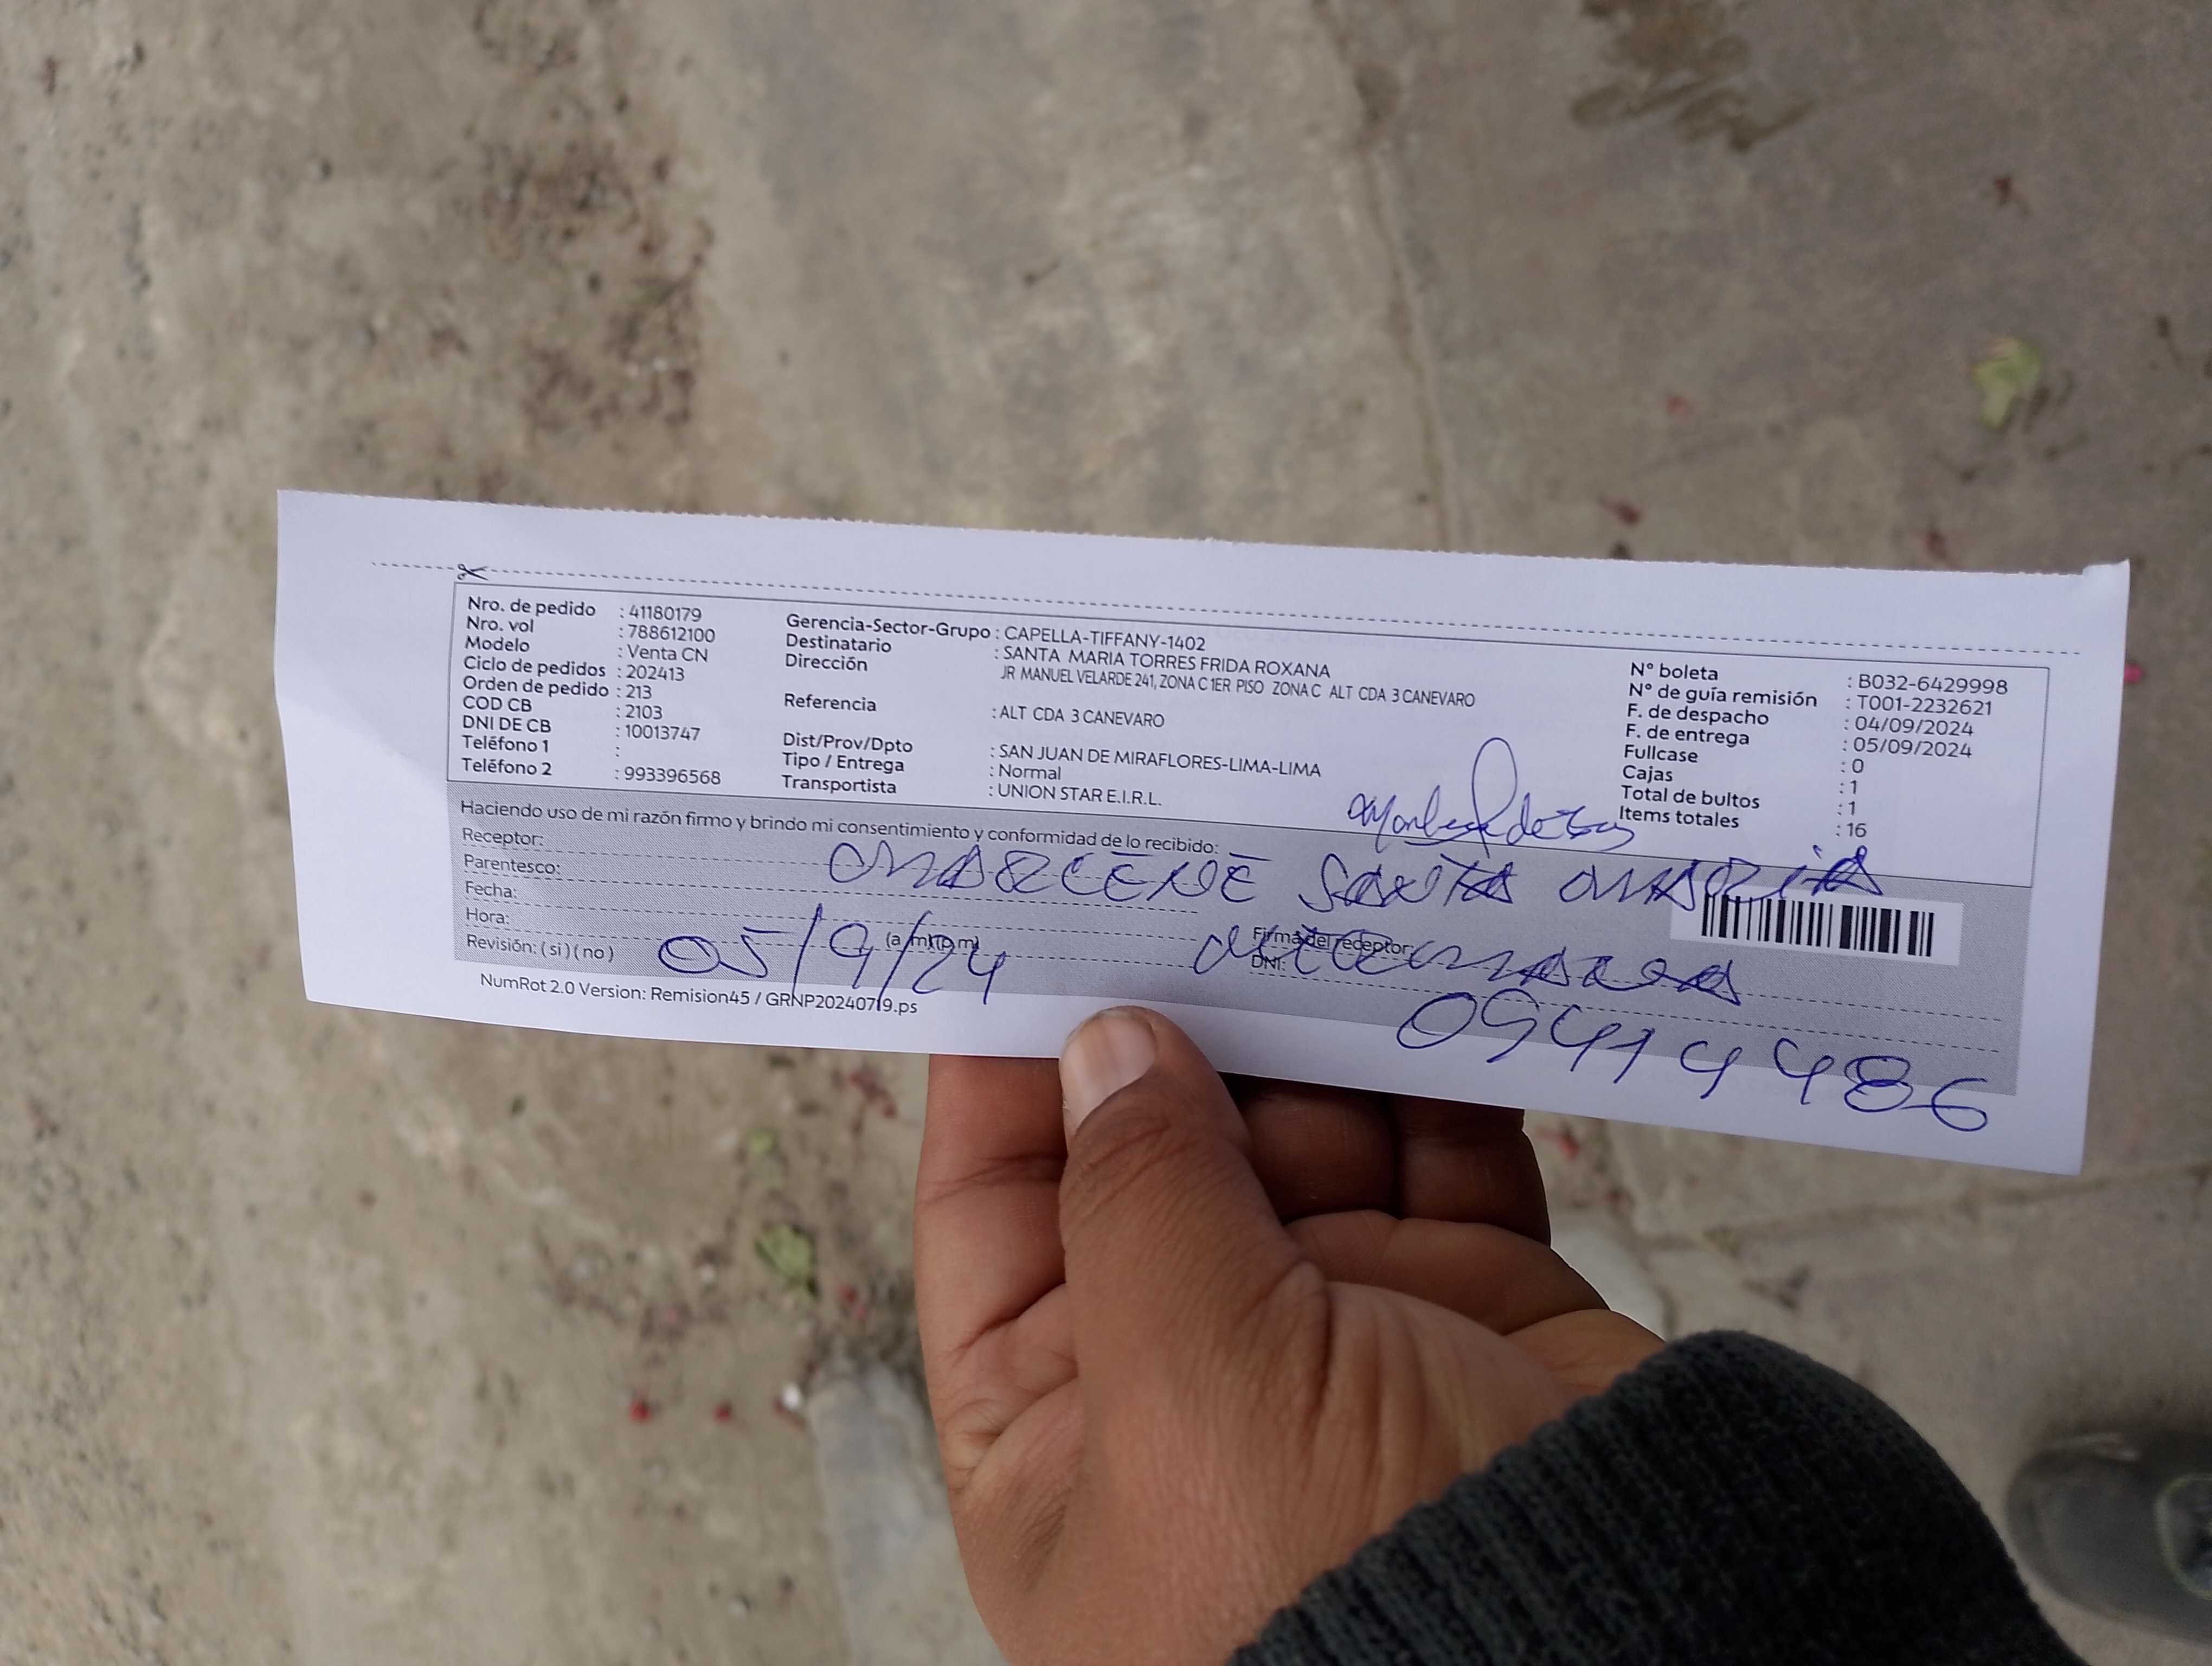 Nro. de pedido : 41180179
Nro. vol : 788612100
Modelo : Venta CN
Ciclo de pedidos : 202413
Orden de pedido : 213
COD CB : 2103
DNI DE CB : 10013747
Teléfono 1 :
Teléfono 2 : 993396568
Gerencia-Sector-Grupo : CAPELLA-TIFFANY-1402
Destinatario : SANTA MARIA TORRES FRIDA ROXANA
Dirección JR MANUEL VELARDE 241, ZONA C 1ER PISO ZONA C ALT CDA 3 CANEVARO
Referencia : ALT CDA 3 CANEVARO
Dist/Prov/Dpto : SAN JUAN DE MIRAFLORES-LIMA-LIMA
Tipo / Entrega : Normal
Transportista : UNION STAR E.I.R.L.
N° boleta : B032-6429998
N° de guía remisión : T001-2232621
F. de despacho : 04/09/2024
F. de entrega : 05/09/2024
Fullcase : 0
Cajas : 1
Total de bultos : 1
Items totales : 16
Haciendo uso de mi razón firmo y brindo mi consentimiento y conformidad de lo recibido:
Receptor:
MARLENE SANTA MARIA
Parentesco:
Fecha:
Hora: (a.m)(p.m)
Firma del receptor:
DNI:
Revisión: (si) (no)
05/9/24
09414486
NumRot 2.0 Version: Remision45 / GRNP20240719.ps